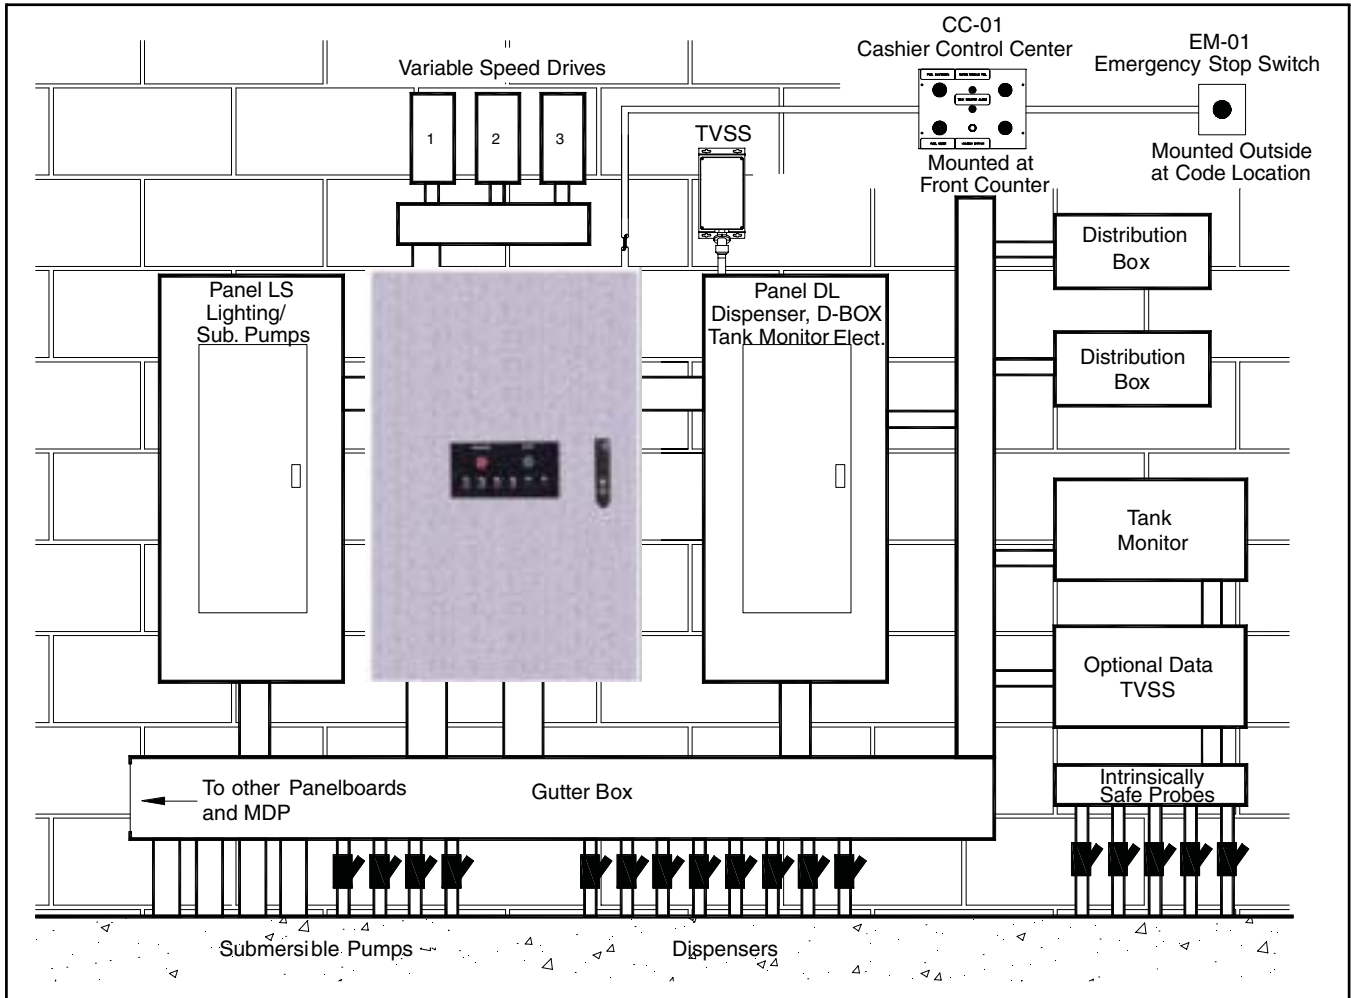 CC-01
Cashier Control Center
EM-01
Emergency Stop Switch
Variable Speed Drives
1
2
3
TVSS
Mounted at
Front Counter
Mounted Outside
at Code Location
Panel LS
Lighting/
Sub. Pumps
Panel DL
Dispenser, D-BOX
Tank Monitor Elect.
Distribution
Box
Distribution
Box
Tank
Monitor
Optional Data
TVSS
Intrinsically
Safe Probes
To other Panelboards
and MDP
Gutter Box
Submersible Pumps
Dispensers